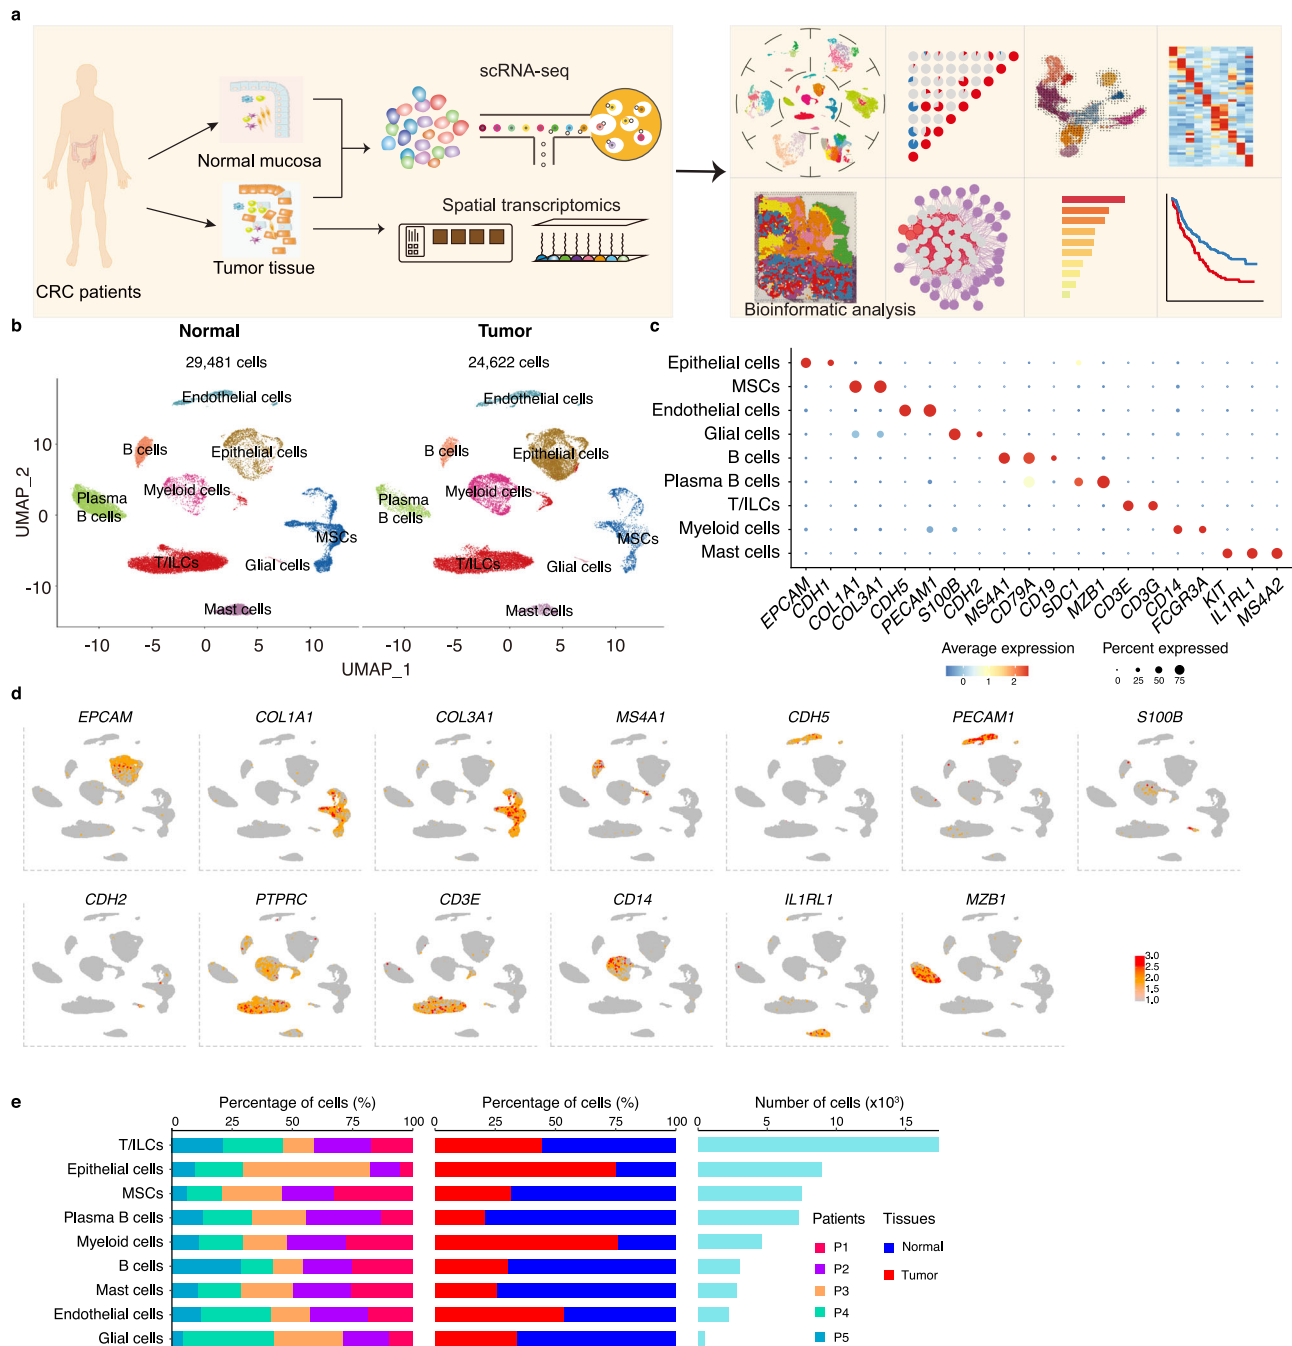 a
scRNA-seq
Normal mucosa
Spatial transcriptomics
Tumor tissue
CRC patients
Bioinformatic analysis
b
Normal
Tumor
29,481 cells
24,622 cells
Endothelial cells
B cells
Epithelial cells
Myeloid cells
Plasma
B cells
MSCs
T/ILCs
Glial cells
Mast cells
Endothelial cells
B cells
Epithelial cells
Myeloid cells
Plasma
B cells
MSCs
T/ILCs
Glial cells
Mast cells
UMAP_2
10
0
-10
-10 -5 0 5 10
-10 -5 0 5 10
UMAP_1
c
Epithelial cells
MSCs
Endothelial cells
Glial cells
B cells
Plasma B cells
T/ILCs
Myeloid cells
Mast cells
EPCAM CDH1 COL1A1 COL3A1 CDH5 PECAM1 S100B CDH2 MS4A1 CD79A CD19 SDC1 MZB1 CD3E CD3G CD14 FCGR3A KIT IL1RL1 MS4A2
Average expression
0 1 2
Percent expressed
0 25 50 75
d
EPCAM COL1A1 COL3A1 MS4A1 CDH5 PECAM1 S100B
CDH2 PTPRC CD3E CD14 IL1RL1 MZB1
3.0
2.5
2.0
1.5
1.0
e
Percentage of cells (%)
0 25 50 75 100
Percentage of cells (%)
0 25 50 75 100
Number of cells (x10³)
0 5 10 15
T/ILCs
Epithelial cells
MSCs
Plasma B cells
Myeloid cells
B cells
Mast cells
Endothelial cells
Glial cells
Patients
P1
P2
P3
P4
P5
Tissues
Normal
Tumor